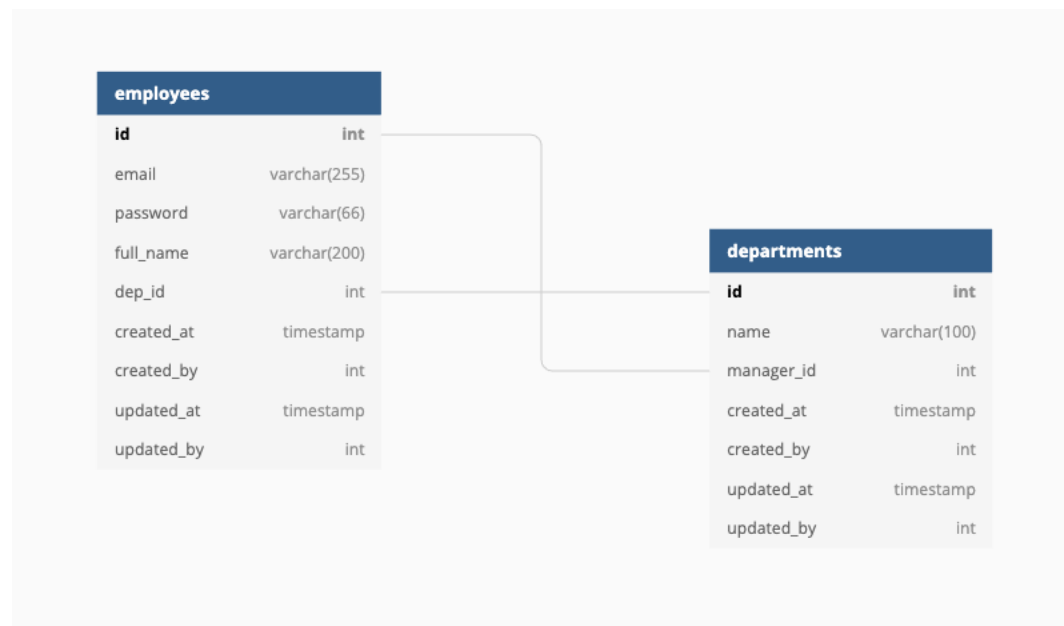 employees
id int
email varchar(255)
password varchar(66)
full_name varchar(200)
dep_id int
created_at timestamp
created_by int
updated_at timestamp
updated_by int
departments
id int
name varchar(100)
manager_id int
created_at timestamp
created_by int
updated_at timestamp
updated_by int